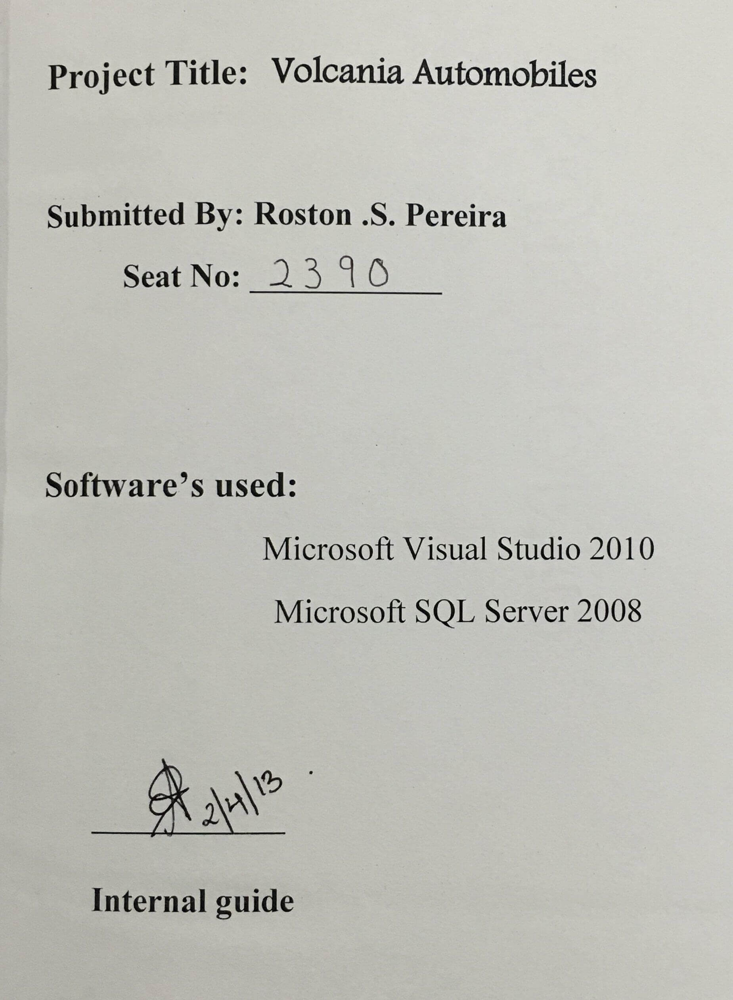 Project Title: Volcania Automobiles
Submitted By: Roston .S. Pereira
Seat No: 2390
Software's used:
Microsoft Visual Studio 2010
Microsoft SQL Server 2008
2/4/13
Internal guide